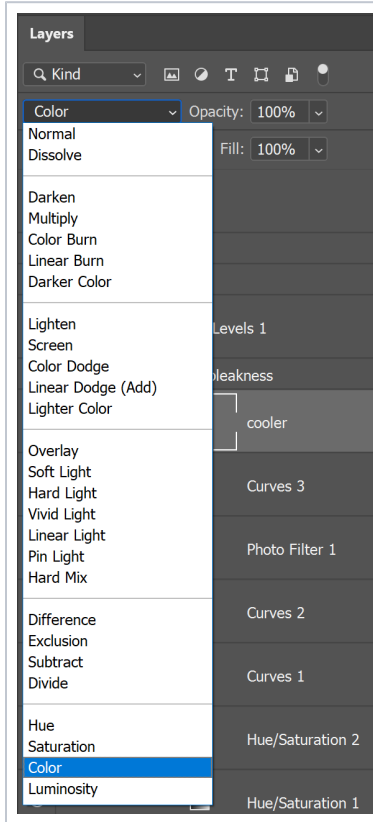 Layers
Kind
Color Opacity: 100%
Normal
Dissolve
Fill: 100%
Darken
Multiply
Color Burn
Linear Burn
Darker Color
Lighten
Screen
Color Dodge
Linear Dodge (Add)
Lighter Color
Overlay
Soft Light
Hard Light
Vivid Light
Linear Light
Pin Light
Hard Mix
Difference
Exclusion
Subtract
Divide
Hue
Saturation
Color
Luminosity
Levels 1
leakness
cooler
Curves 3
Photo Filter 1
Curves 2
Curves 1
Hue/Saturation 2
Hue/Saturation 1